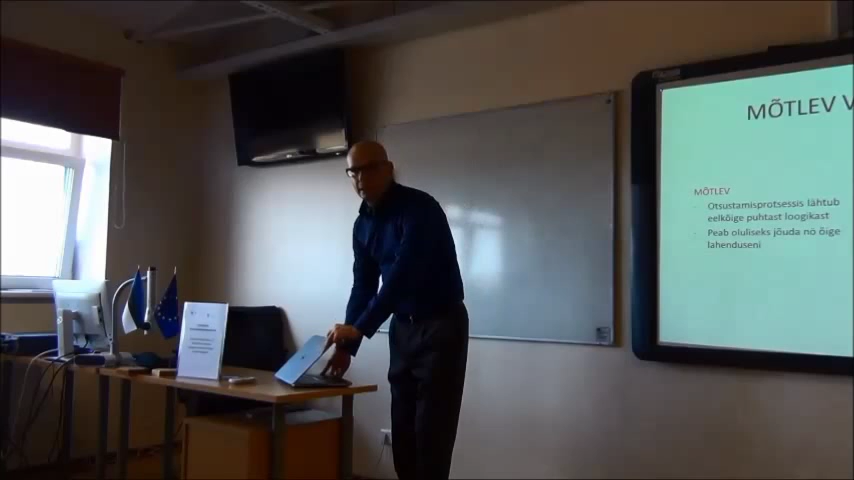 MÕTLEV V
MÕTLEV
- Otsustamisprotsessis lähtub
eelkõige puhtast loogikast
- Peab oluliseks jõuda nö õige
lahenduseni